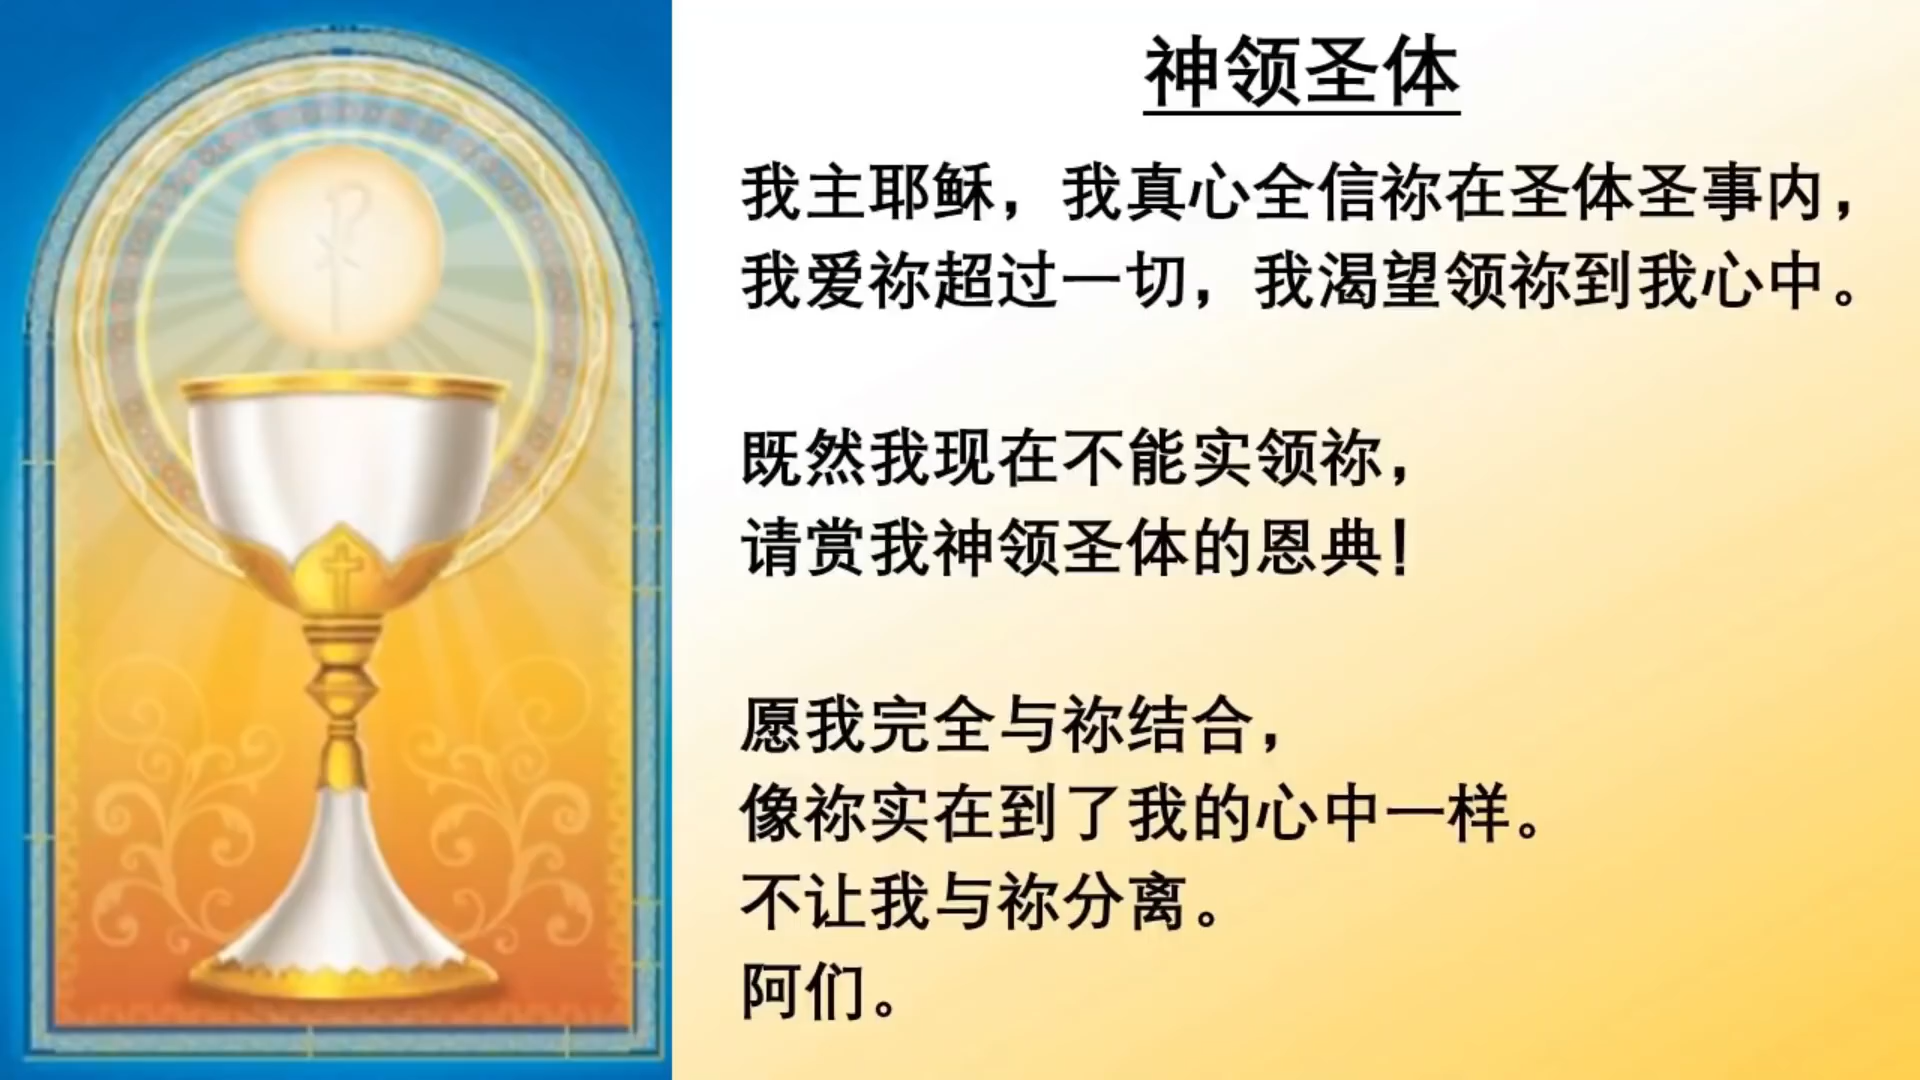 神领圣体
我主耶稣，我真心全信祢在圣体圣事内，
我爱祢超过一切，我渴望领祢到我心中。
既然我现在不能实领祢，
请赏我神领圣体的恩典！
愿我完全与祢结合，
像祢实在到了我的心中一样。
不让我与祢分离。
阿们。